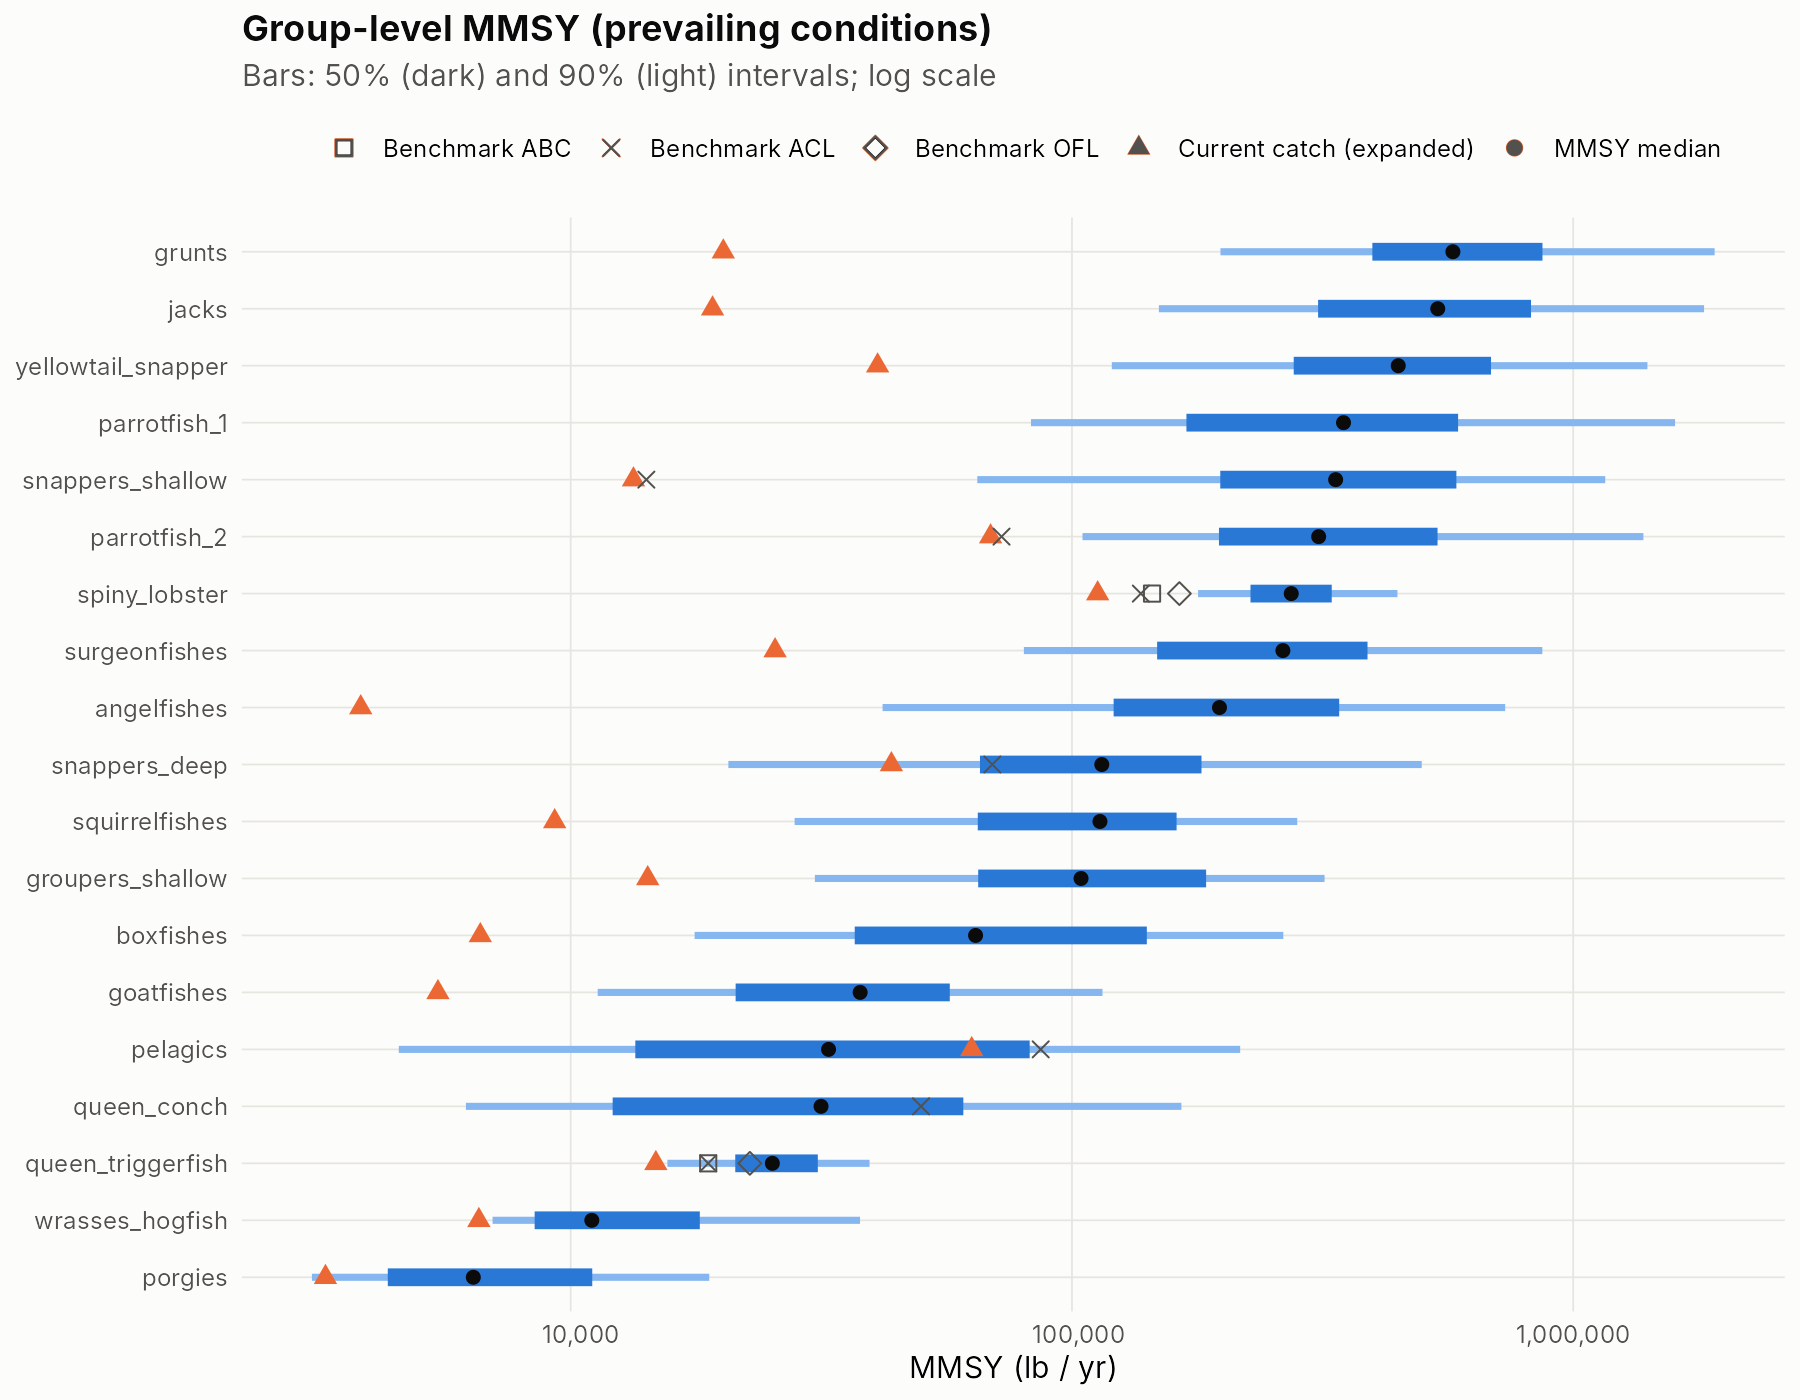 Group-level MMSY (prevailing conditions)
Bars: 50% (dark) and 90% (light) intervals; log scale
Benchmark ABC Benchmark ACL Benchmark OFL Current catch (expanded) MMSY median
grunts
jacks
yellowtail_snapper
parrotfish_1
snappers_shallow
parrotfish_2
spiny_lobster
surgeonfishes
angelfishes
snappers_deep
squirrelfishes
groupers_shallow
boxfishes
goatfishes
pelagics
queen_conch
queen_triggerfish
wrasses_hogfish
porgies
10,000 100,000 1,000,000
MMSY (lb / yr)